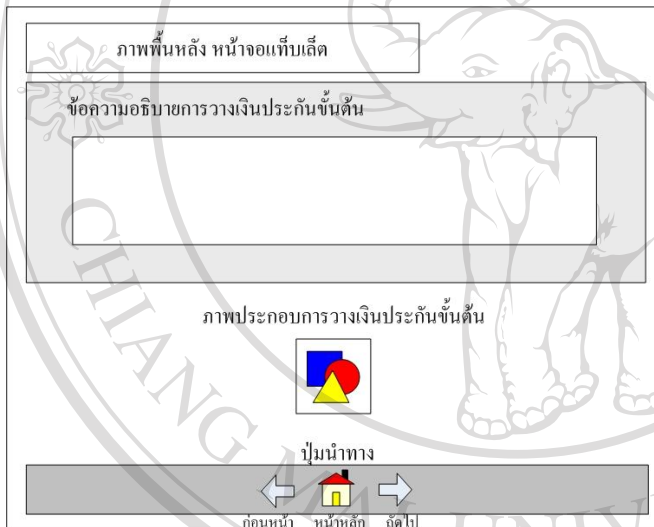 ภาพพื้นหลัง หน้าจอแท็บเล็ต
ข้อความอธิบายการวางเงินประกันขั้นต้น
ภาพประกอบการวางเงินประกันขั้นต้น
ปุ่มนำทาง
ก่อนหน้า หน้าหลัก ถัดไป
CHIANG MAI UNIV